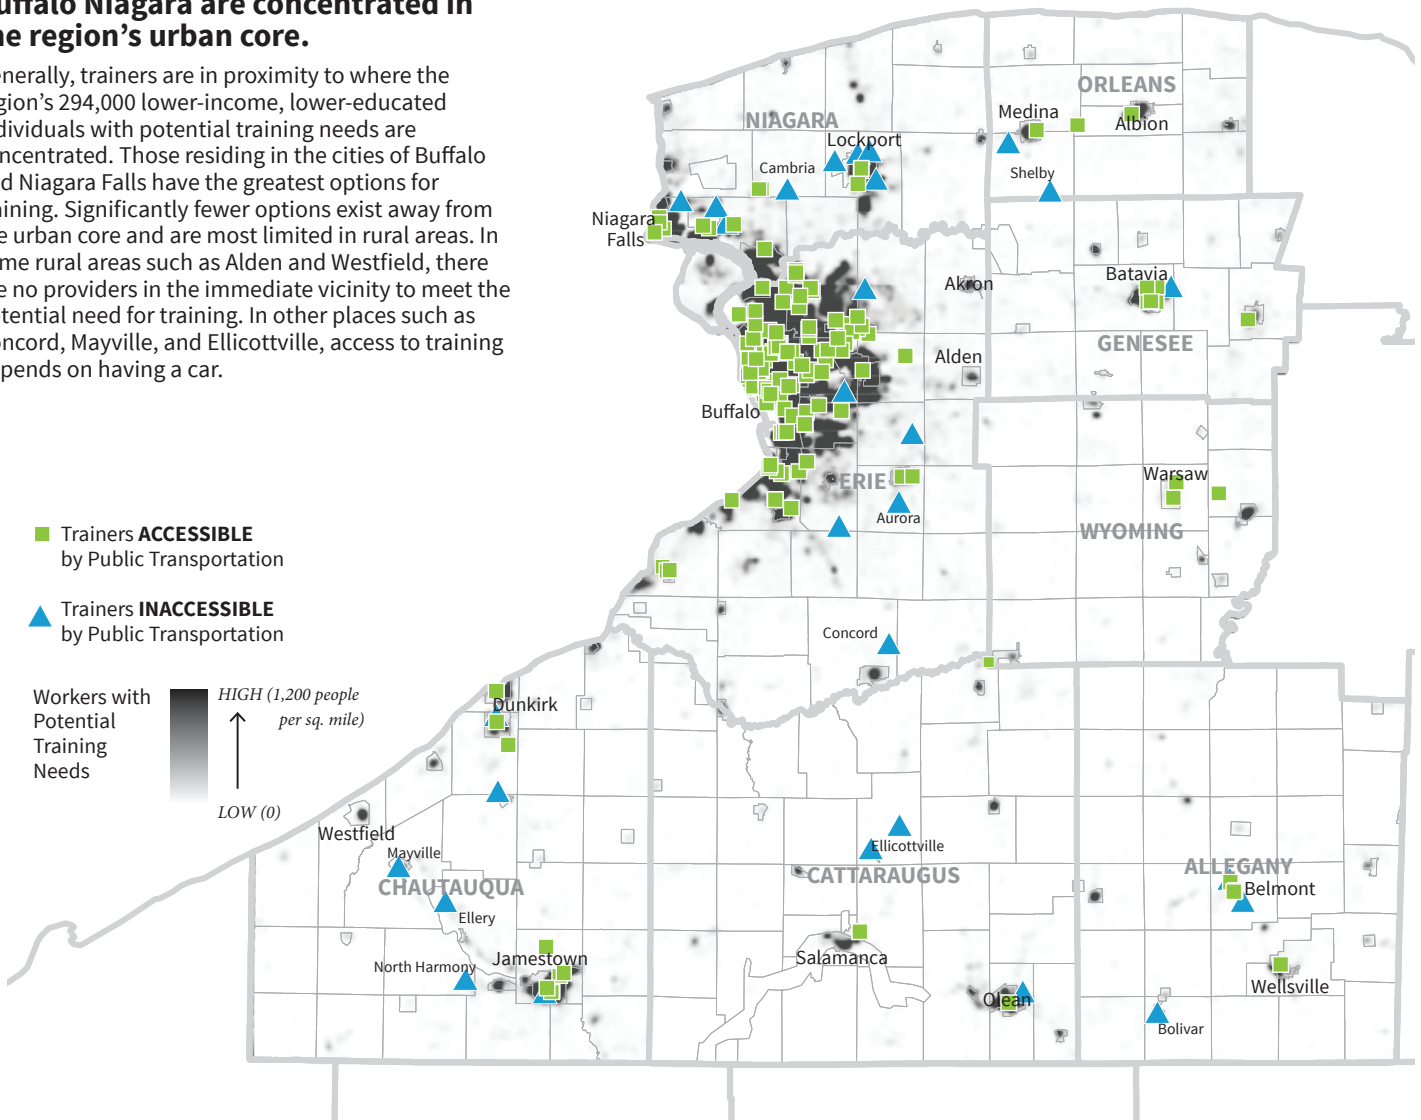 uffalo Niagara are concentrated in
e region's urban core.
enerally, trainers are in proximity to where the
gion's 294,000 lower-income, lower-educated
dividuals with potential training needs are
ncentrated. Those residing in the cities of Buffalo
d Niagara Falls have the greatest options for
aining. Significantly fewer options exist away from
e urban core and are most limited in rural areas. In
me rural areas such as Alden and Westfield, there
e no providers in the immediate vicinity to meet the
otential need for training. In other places such as
oncord, Mayville, and Ellicottville, access to training
pends on having a car.
ORLEANS
Medina
Albion
NIAGARA
Lockport
Cambria
Shelby
Niagara
Falls
Batavia
Akron
GENESEE
Alden
Buffalo
Warsaw
ERIE
Aurora
WYOMING
Trainers ACCESSIBLE
by Public Transportation
Trainers INACCESSIBLE
by Public Transportation
Concord
Workers with
Potential
Training
Needs
HIGH (1,200 people
per sq. mile)
LOW (0)
Dunkirk
Westfield
Mayville
Ellicottville
CHAUTAUQUA
CATTARAUGUS
ALLEGANY
Belmont
Ellery
North Harmony
Jamestown
Salamanca
Olean
Wellsville
Bolivar